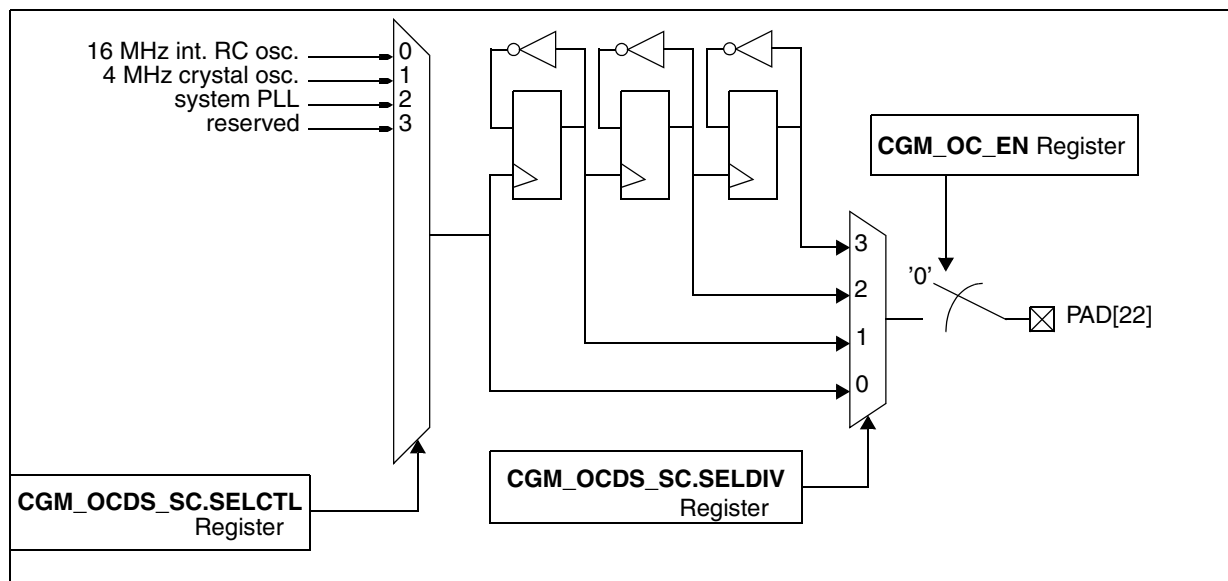 16 MHz int. RC osc.
4 MHz crystal osc.
system PLL
reserved
0
1
2
3
CGM_OC_EN Register
3
2
1
0
'0'
PAD[22]
CGM_OCDS_SC.SELDIV
Register
CGM_OCDS_SC.SELCTL
Register